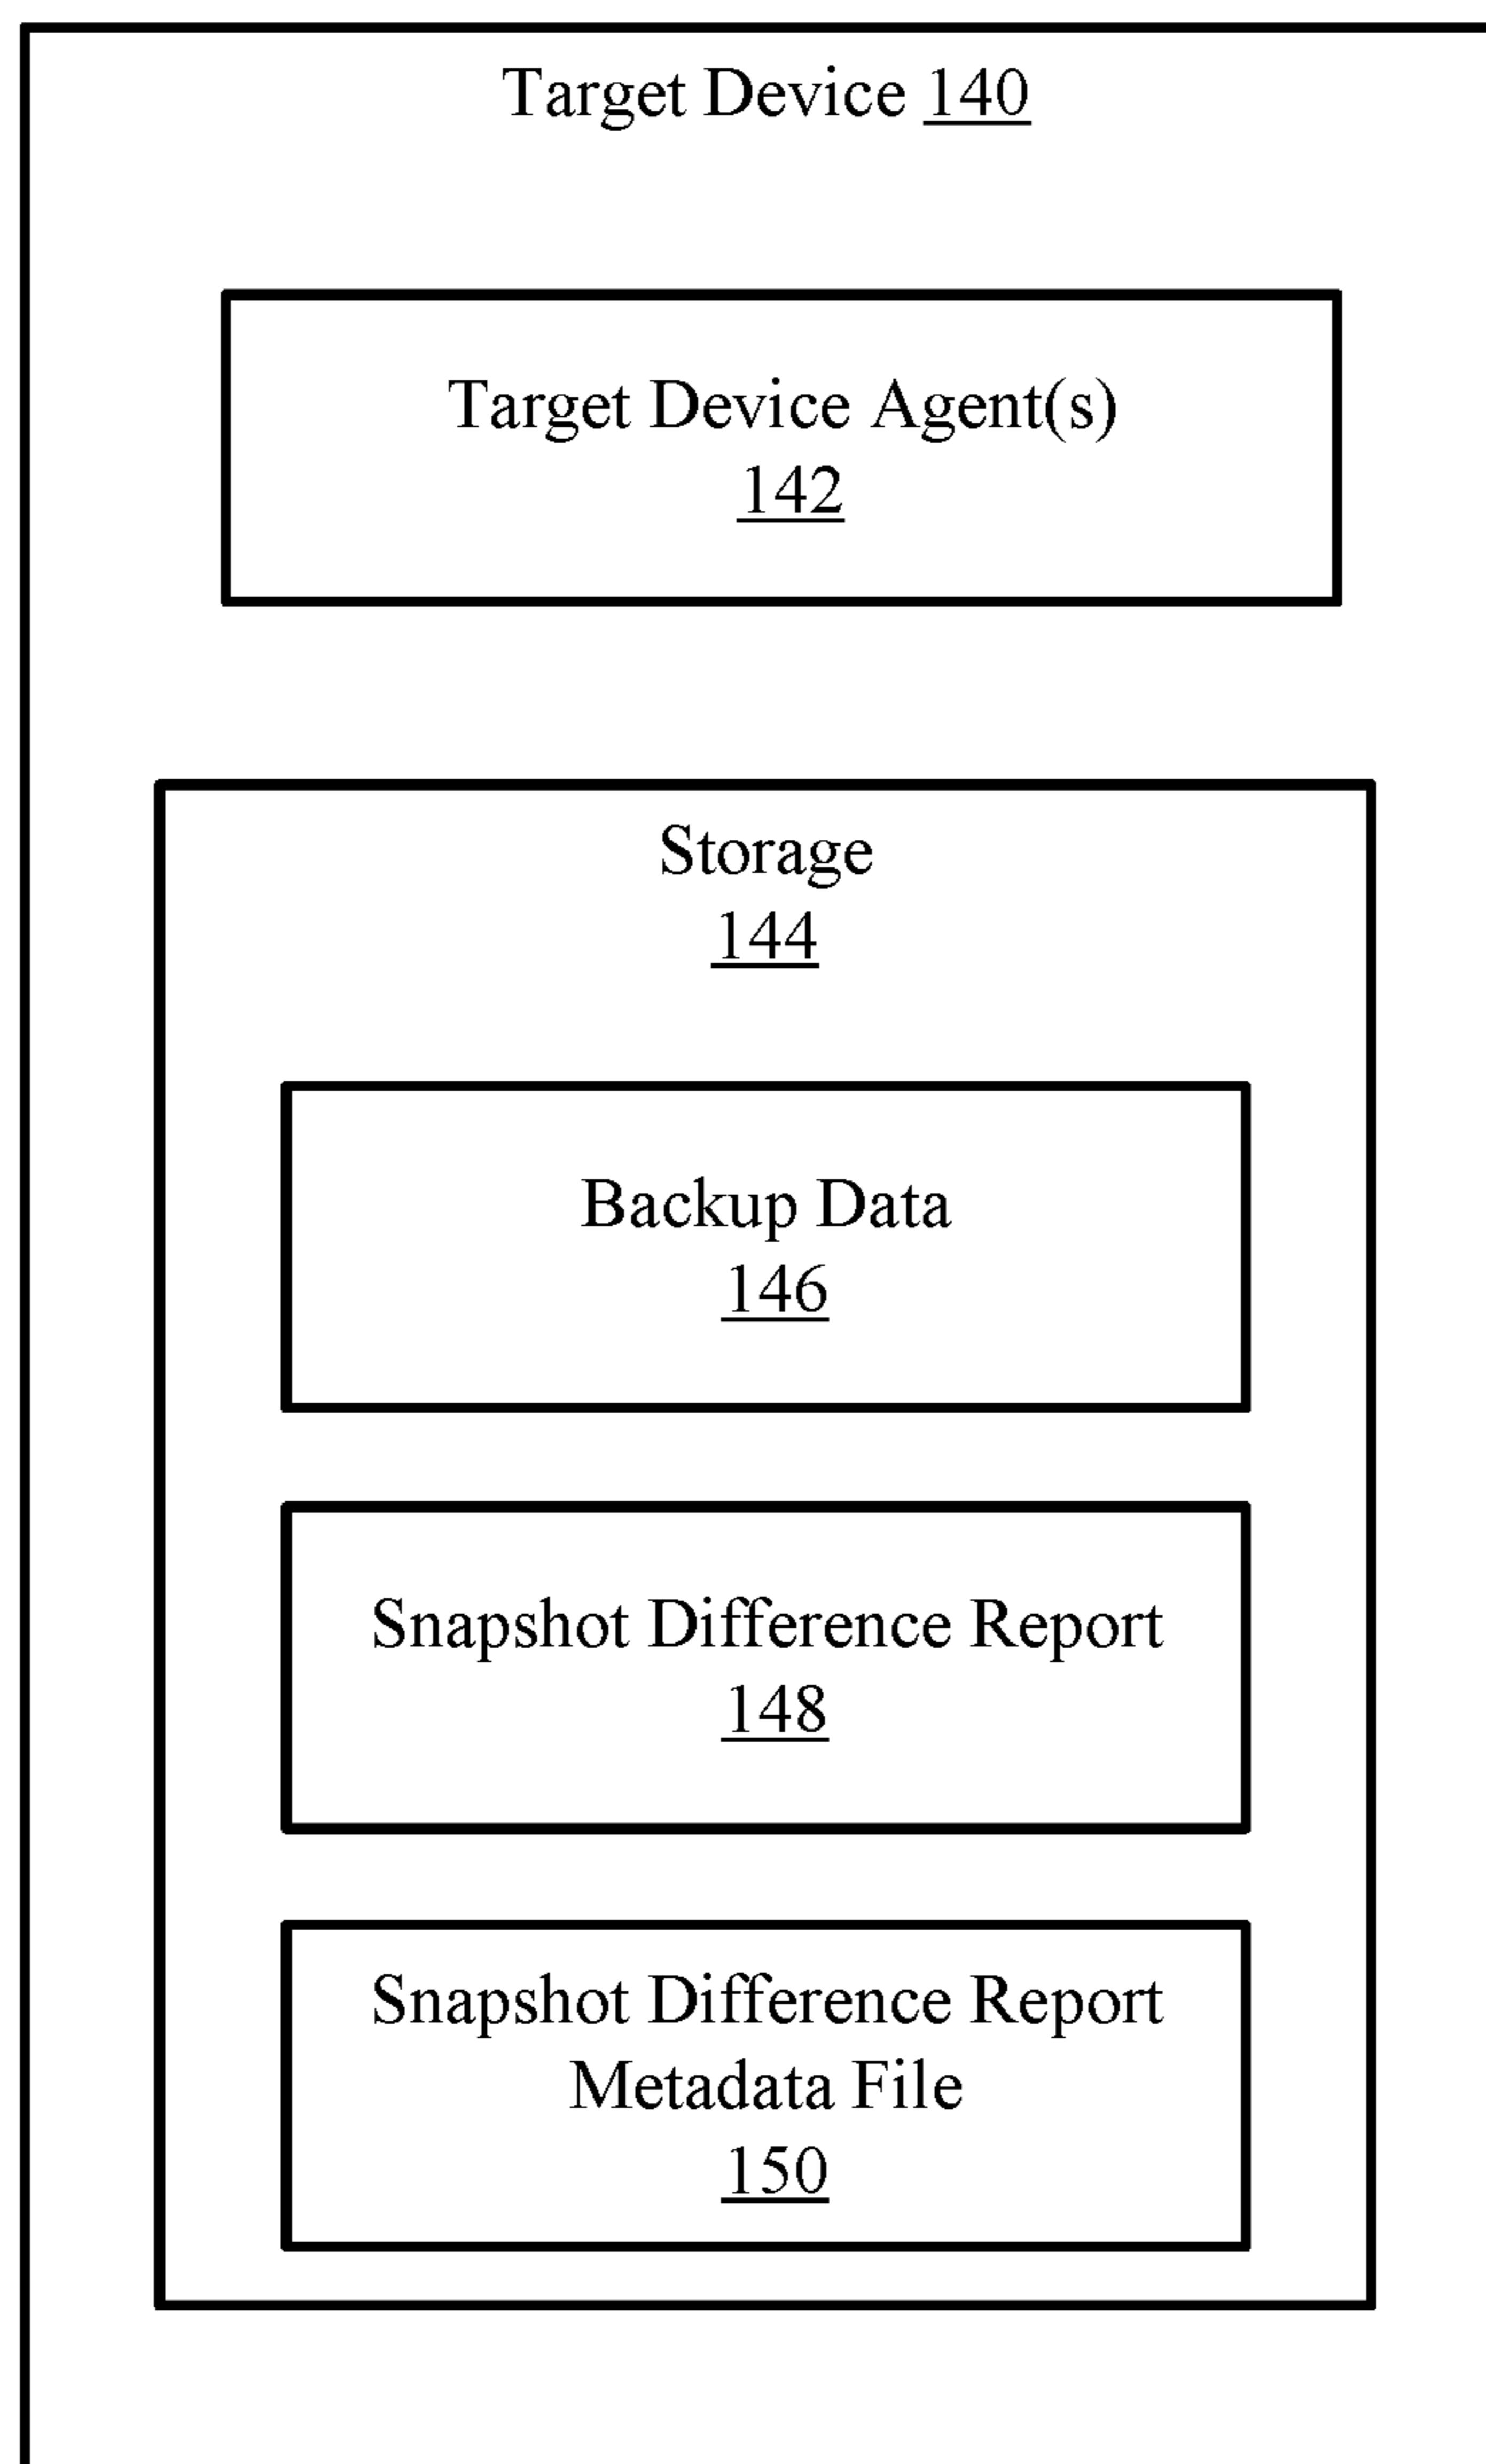 Target Device 140
Target Device Agent(s)
142
Storage
144
Backup Data
146
Snapshot Difference Report
148
Snapshot Difference Report
Metadata File
150